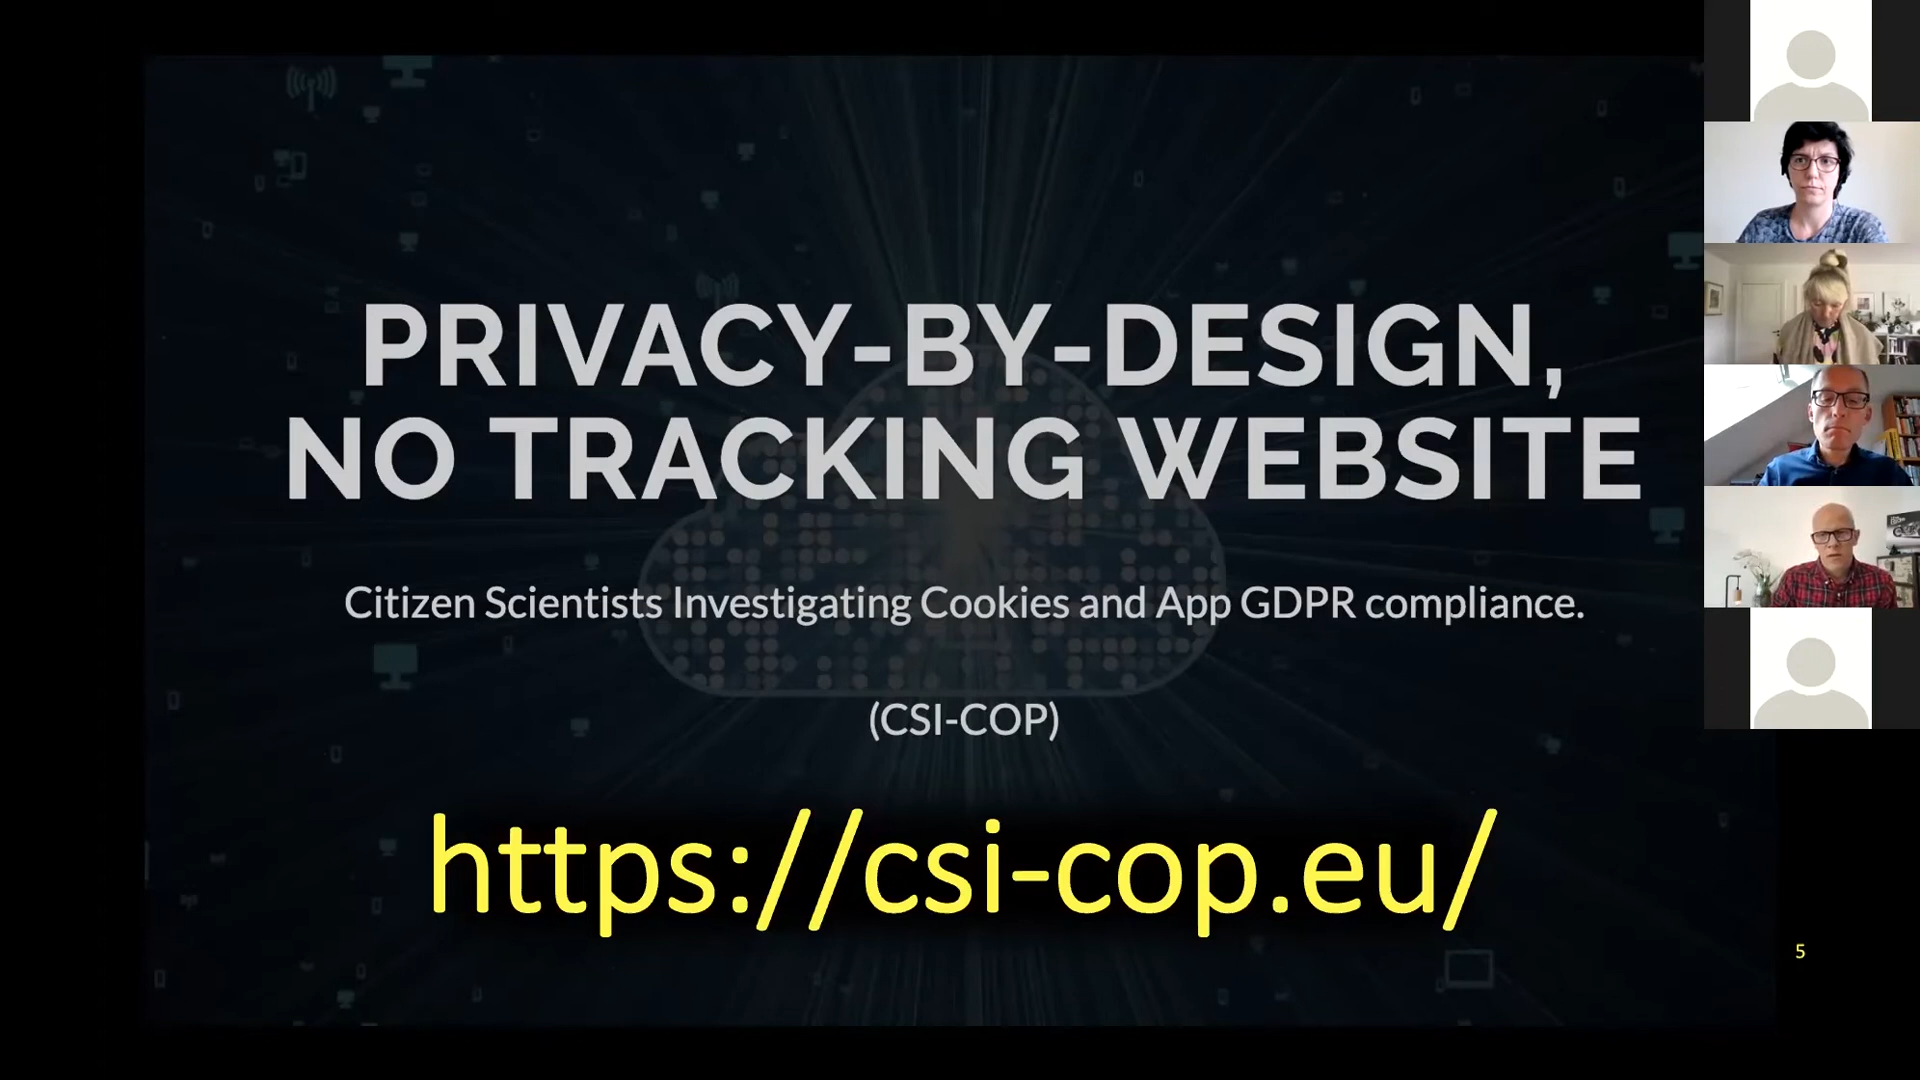 PRIVACY-BY-DESIGN,
NO TRACKING WEBSITE
Citizen Scientists Investigating Cookies and App GDPR compliance.
(CSI-COP)
https://csi-cop.eu/
5